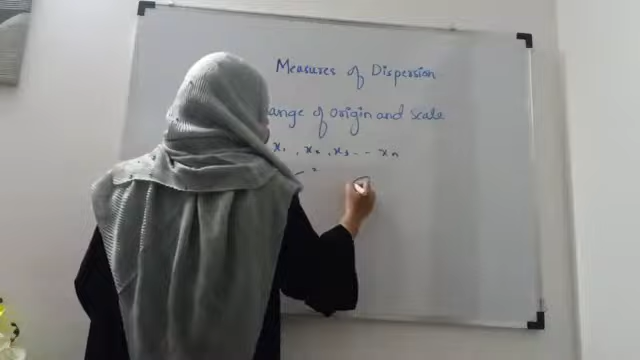 Measures of Dispersion
ange of origin and scale
x₁, x₂, x₃ -- xₙ